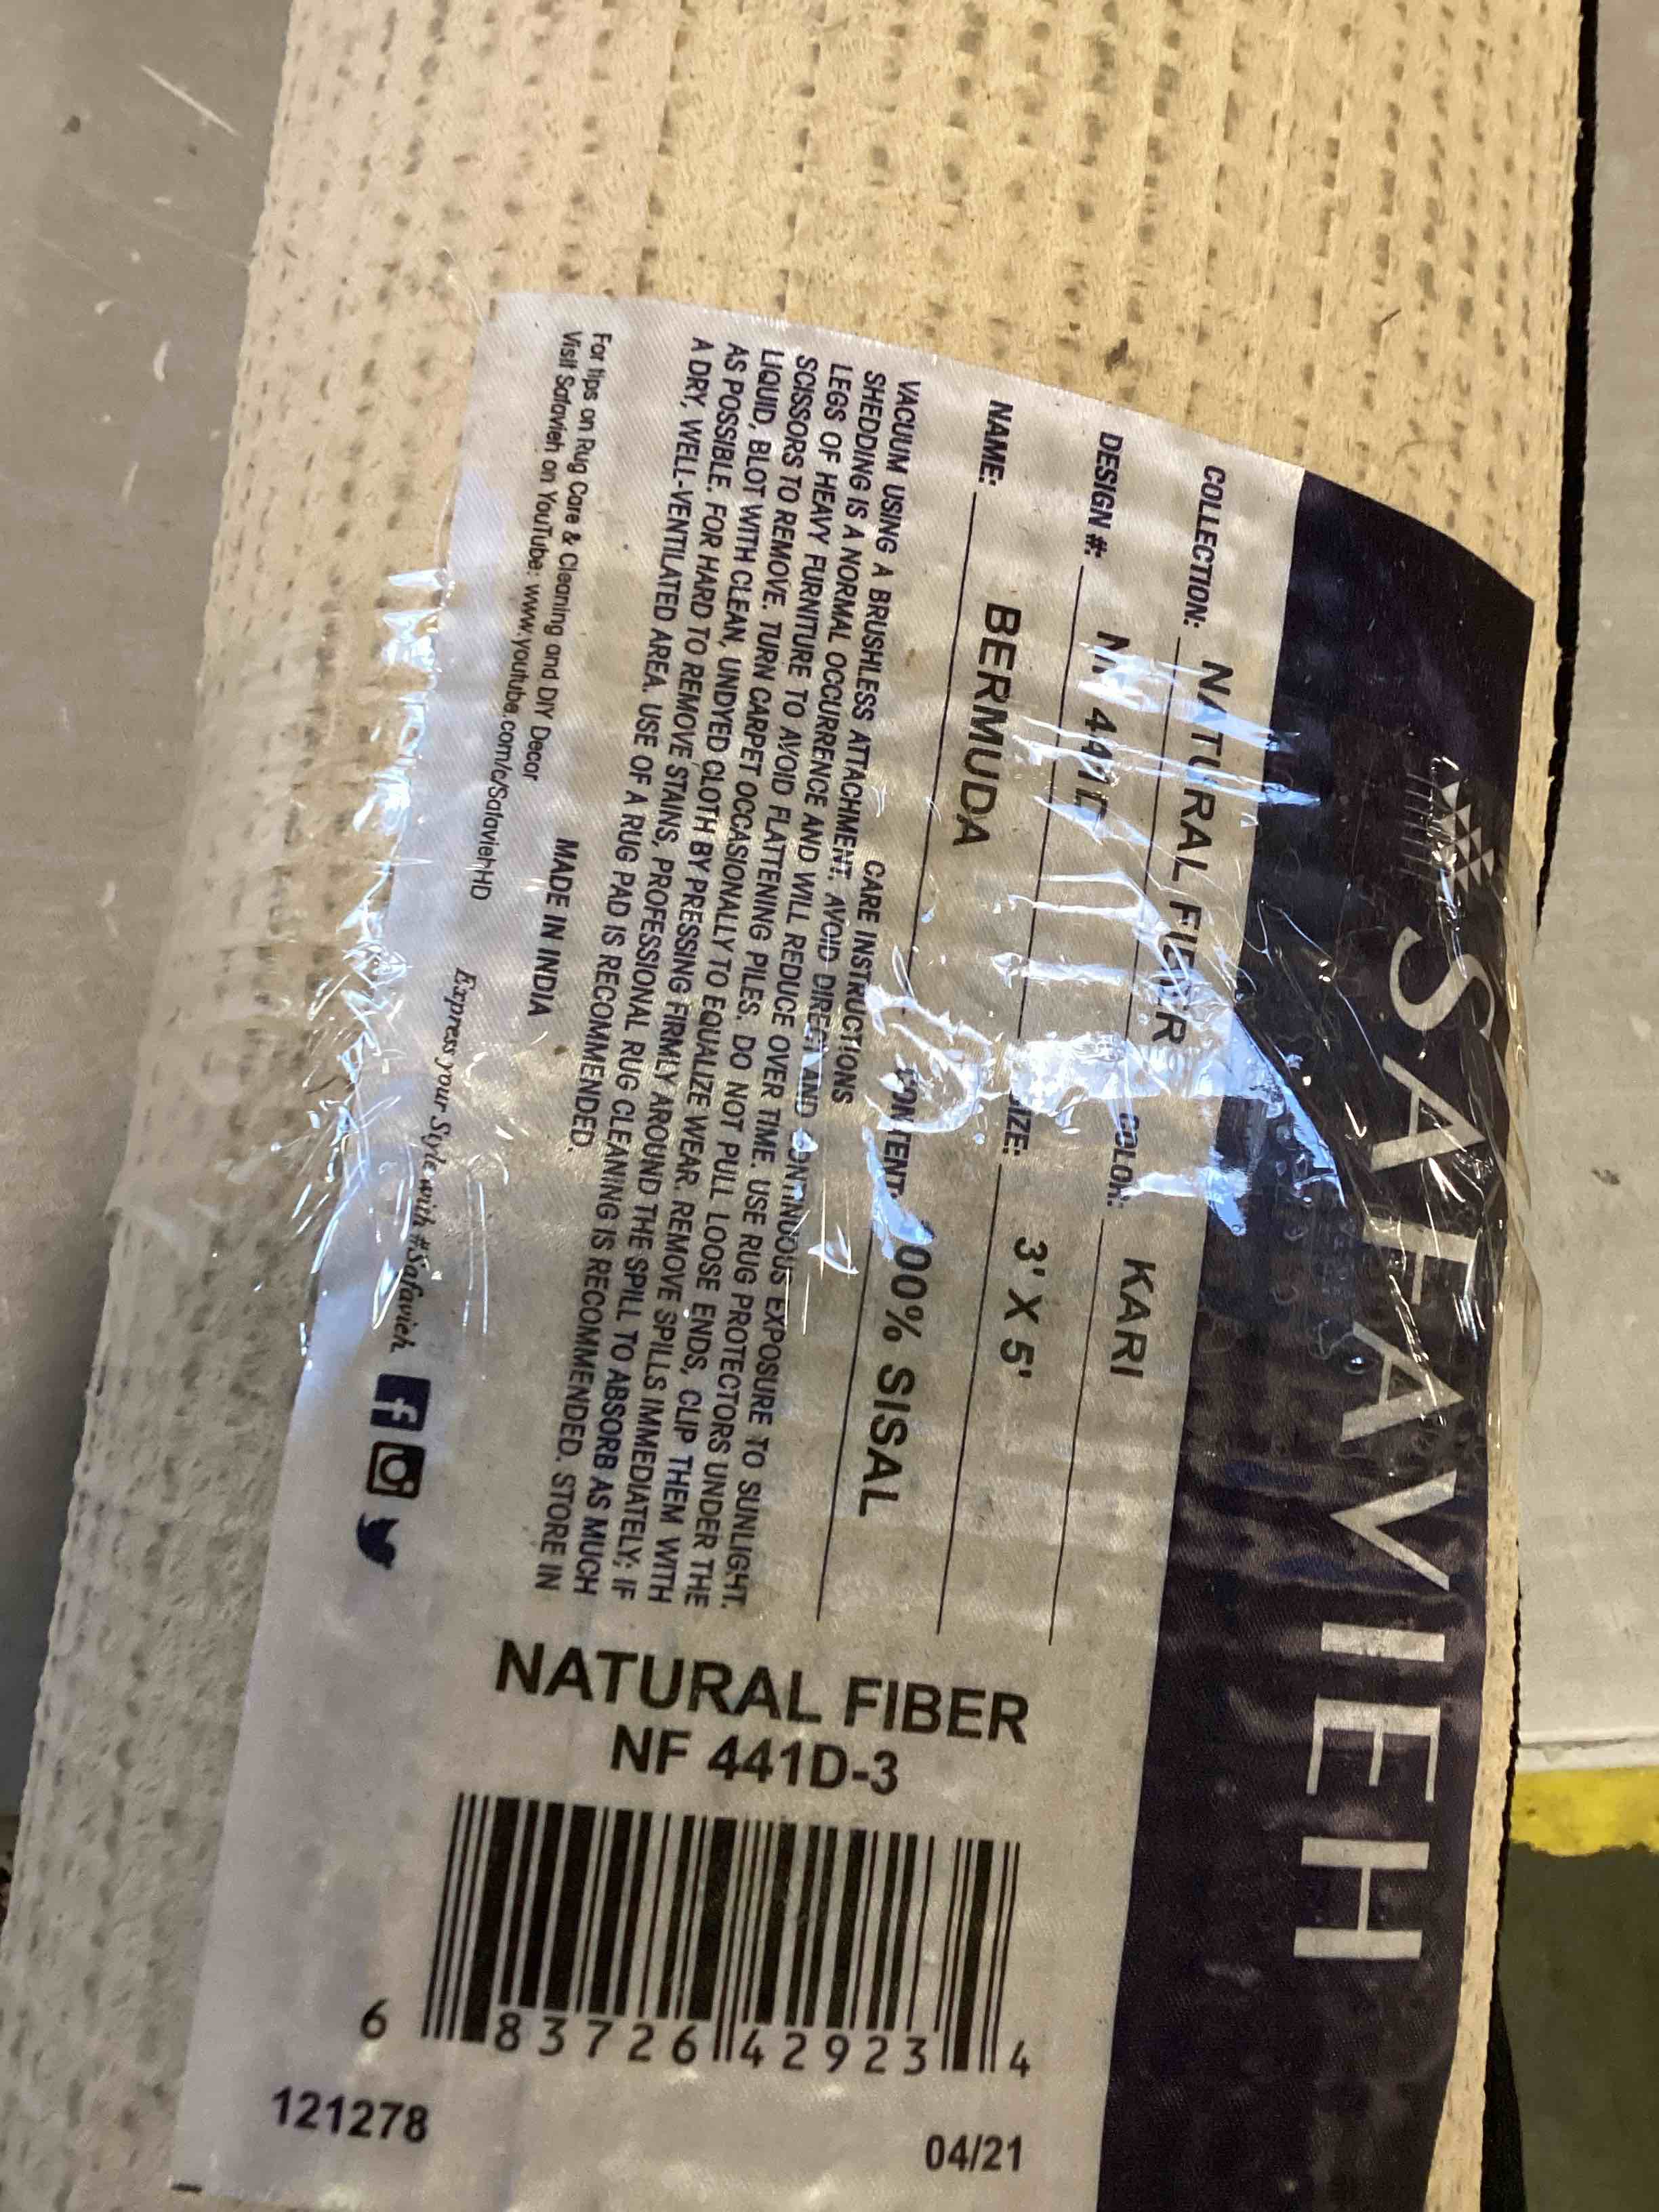 SAFAVIEH
COLLECTION: NATURAL FIBER COLOR: KARI
DESIGN #: 441D SIZE: 3' X 5'
NAME: BERMUDA CONTENT: 100% SISAL
CARE INSTRUCTIONS
VACUUM USING A BRUSHLESS ATTACHMENT. AVOID DIRECT AND CONTINUOUS EXPOSURE TO SUNLIGHT.
SHEDDING IS A NORMAL OCCURRENCE AND WILL REDUCE OVER TIME. USE RUG PROTECTORS UNDER THE
LEGS OF HEAVY FURNITURE TO AVOID FLATTENING PILES. DO NOT PULL LOOSE ENDS, CLIP THEM WITH
SCISSORS TO REMOVE. TURN CARPET OCCASIONALLY TO EQUALIZE WEAR. REMOVE SPILLS IMMEDIATELY; IF
LIQUID, BLOT WITH CLEAN, UNDYED CLOTH BY PRESSING FIRMLY AROUND THE SPILL TO ABSORB AS MUCH
AS POSSIBLE. FOR HARD TO REMOVE STAINS, PROFESSIONAL RUG CLEANING IS RECOMMENDED. STORE IN
A DRY, WELL-VENTILATED AREA. USE OF A RUG PAD IS RECOMMENDED.
MADE IN INDIA
For tips on Rug Care & Cleaning and DIY Decor
Visit Safavieh on YouTube: www.youtube.com/c/SafaviehHD
Express your Style with #Safavieh
NATURAL FIBER
NF 441D-3
6 83726 42923 4
121278 04/21